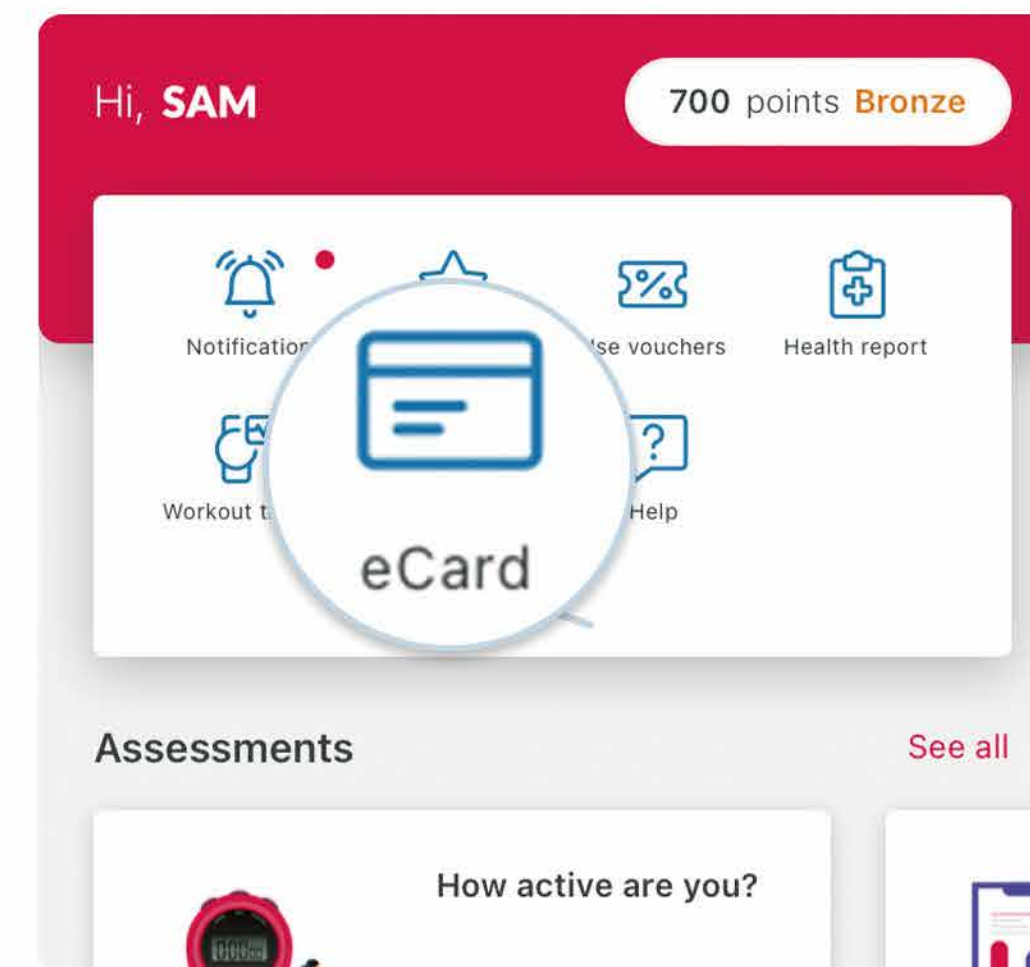 Hi, SAM
700 points Bronze
Notification
se vouchers
Health report
Workout t
Help
eCard
Assessments
See all
How active are you?